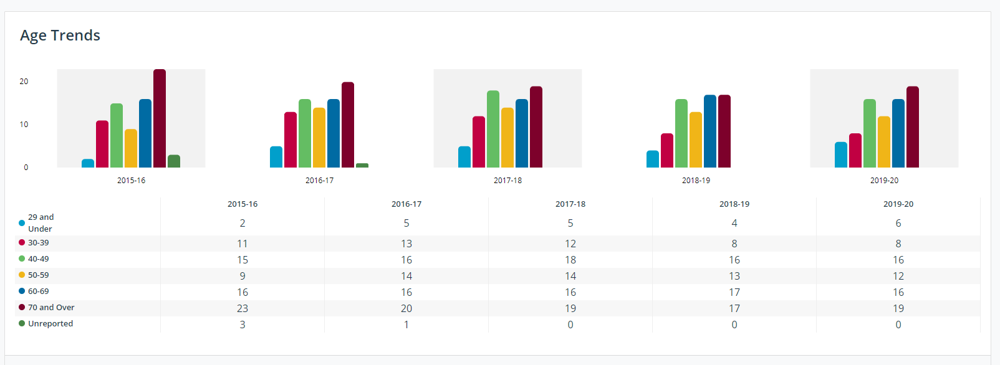 Age Trends
20
10
0
2015-16 2016-17 2017-18 2018-19 2019-20
2015-16 2016-17 2017-18 2018-19 2019-20
29 and
Under 2 5 5 4 6
30-39 11 13 12 8 8
40-49 15 16 18 16 16
50-59 9 14 14 13 12
60-69 16 16 16 17 16
70 and Over 23 20 19 17 19
Unreported 3 1 0 0 0